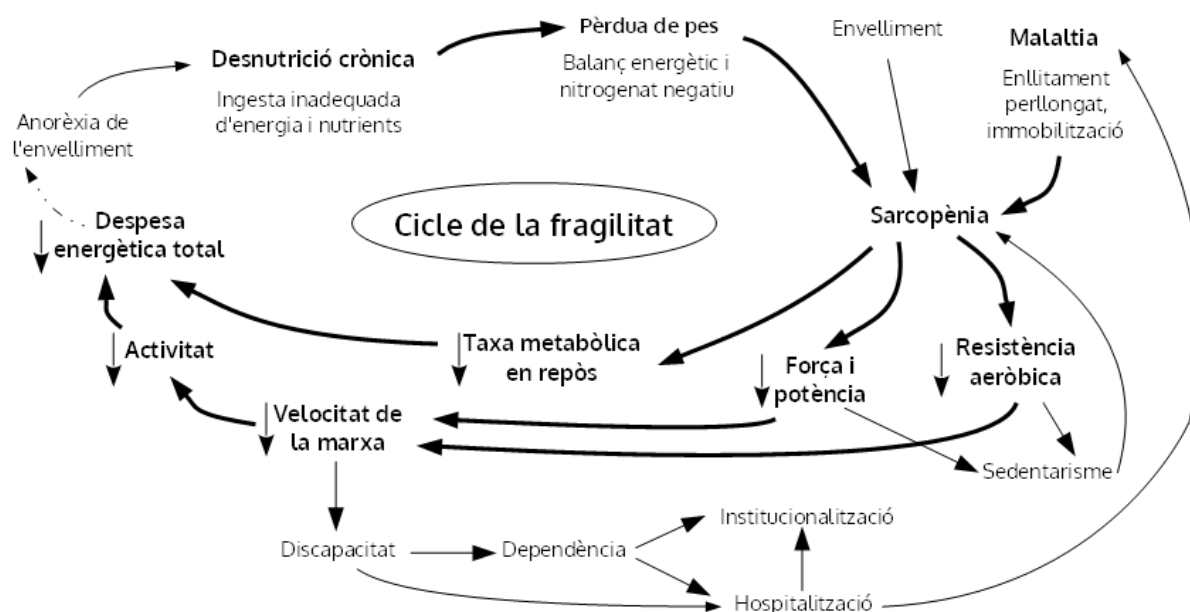 Pèrdua de pes
Balanç energètic i
nitrogenat negatiu
Envelliment
Malaltia
Enllitament
perllongat,
immobilització
Desnutrició crònica
Ingesta inadequada
d'energia i nutrients
Anorèxia de
l'envelliment
Cicle de la fragilitat
Sarcopènia
Despesa
energètica total
Activitat
Taxa metabòlica
en repòs
Força i
potència
Resistència
aeròbica
Velocitat de
la marxa
Sedentarisme
Institucionalització
Discapacitat
Dependència
Hospitalització